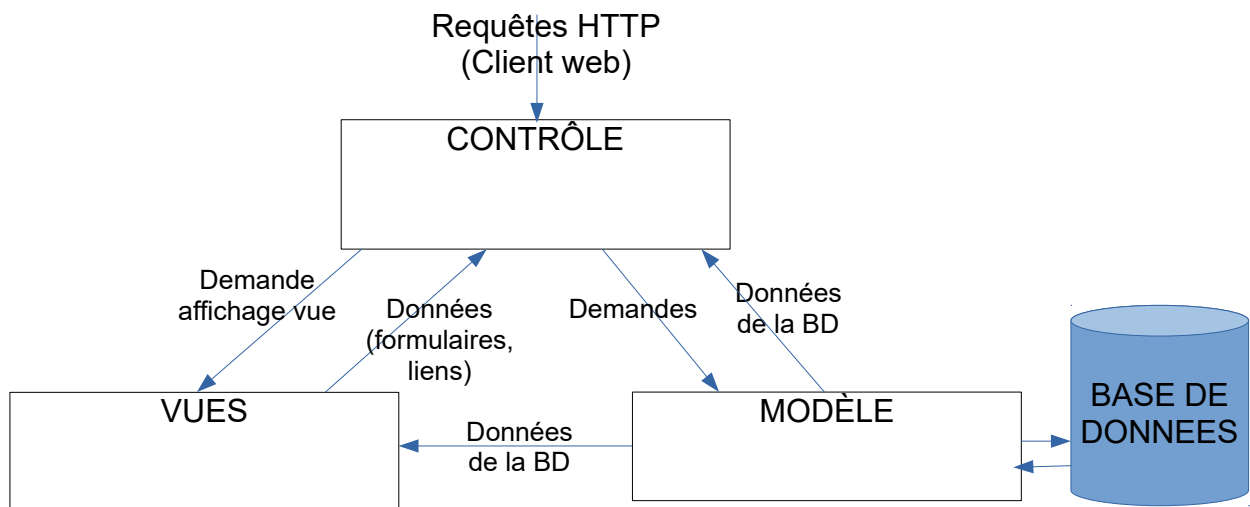 Requêtes HTTP
(Client web)
CONTRÔLE
Demande
affichage vue
Données
(formulaires,
liens)
Demandes
Données
de la BD
VUES
Données
de la BD
MODÈLE
BASE DE
DONNEES